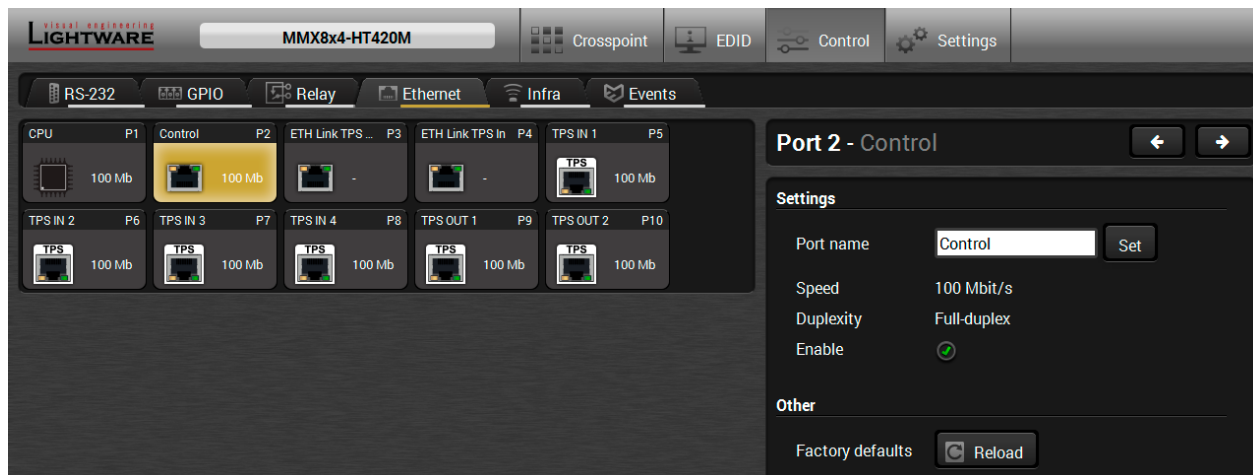 visual engineering
LIGHTWARE
MMX8x4-HT420M
Crosspoint
EDID
Control
Settings
RS-232
GPIO
Relay
Ethernet
Infra
Events
CPU P1
100 Mb
Control P2
100 Mb
ETH Link TPS ... P3
-
ETH Link TPS In P4
-
TPS IN 1 P5
TPS
100 Mb
TPS IN 2 P6
TPS
100 Mb
TPS IN 3 P7
TPS
100 Mb
TPS IN 4 P8
TPS
100 Mb
TPS OUT 1 P9
TPS
100 Mb
TPS OUT 2 P10
TPS
100 Mb
Port 2 - Control
Settings
Port name Control Set
Speed 100 Mbit/s
Duplexity Full-duplex
Enable
Other
Factory defaults Reload